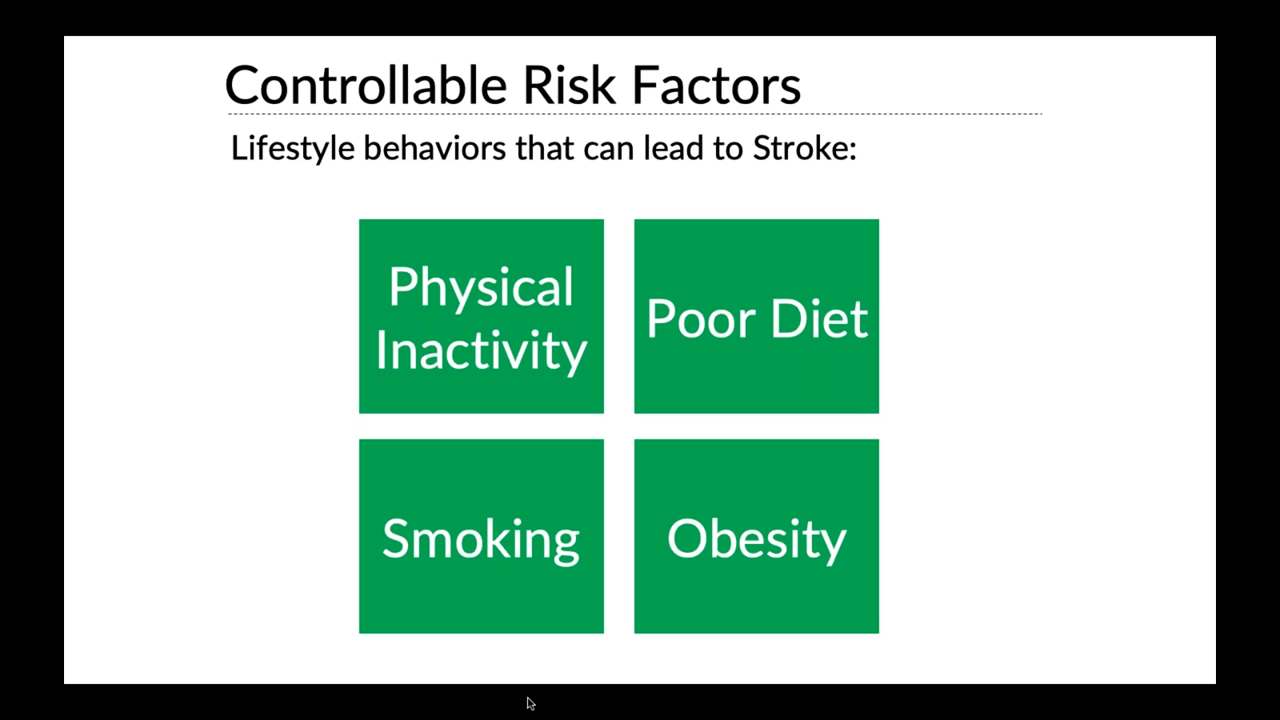 Controllable Risk Factors
Lifestyle behaviors that can lead to Stroke:
Physical
Inactivity
Poor Diet
Smoking
Obesity